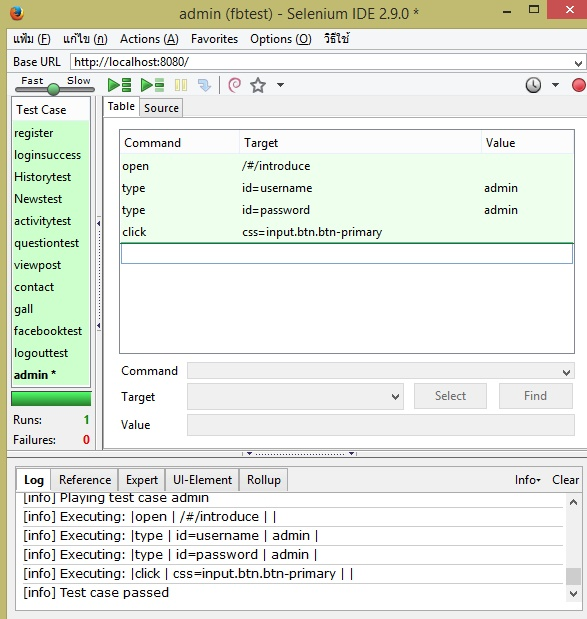 admin (fbtest) - Selenium IDE 2.9.0 *
แฟ้ม (F) แก้ไข (ก) Actions (A) Favorites Options (O) วิธีใช้
Base URL http://localhost:8080/
Fast Slow
Table Source
Test Case
register
loginsuccess
Historytest
Newstest
activitytest
questiontest
viewpost
contact
gall
facebooktest
logouttest
admin *
Runs: 1
Failures: 0
Command Target Value
open /#/introduce
type id=username admin
type id=password admin
click css=input.btn.btn-primary
Command
Target Select Find
Value
Log Reference Expert UI-Element Rollup Info Clear
[info] Playing test case admin
[info] Executing: |open | /#/introduce | |
[info] Executing: |type | id=username | admin |
[info] Executing: |type | id=password | admin |
[info] Executing: |click | css=input.btn.btn-primary | |
[info] Test case passed